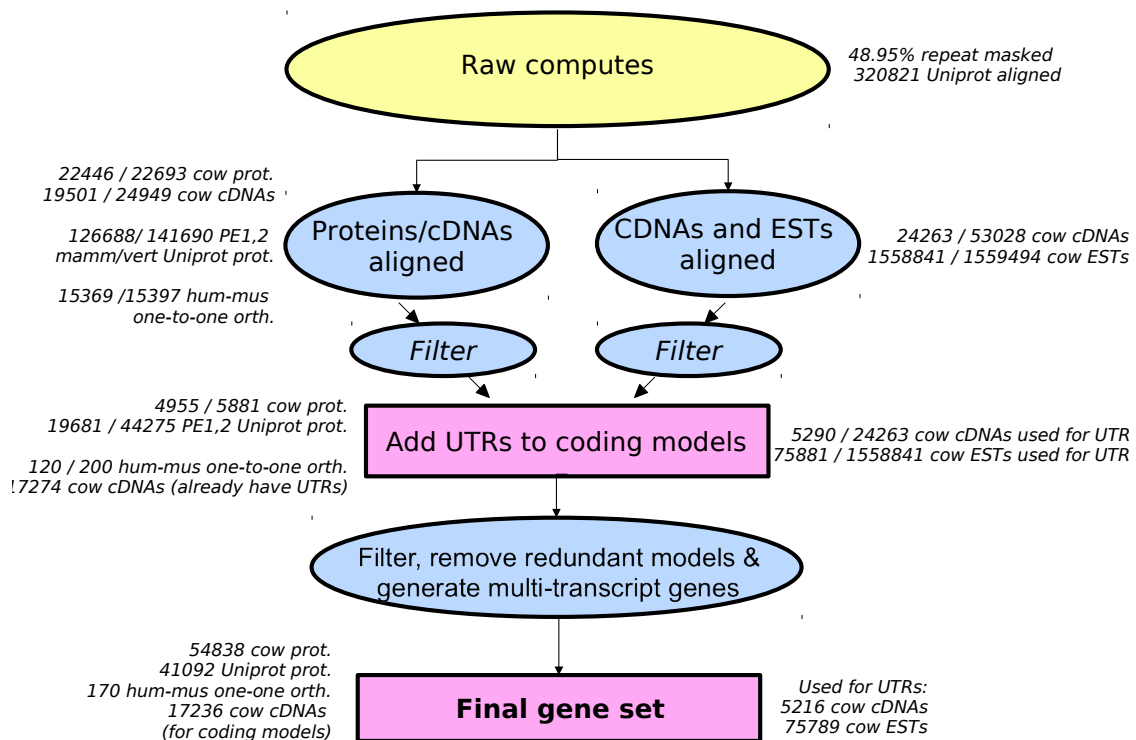 Raw computes
48.95% repeat masked
320821 Uniprot aligned
22446 / 22693 cow prot.
19501 / 24949 cow cDNAs
126688/ 141690 PE1,2
mamm/vert Uniprot prot.
15369 /15397 hum-mus
one-to-one orth.
Proteins/cDNAs
aligned
CDNAs and ESTs
aligned
24263 / 53028 cow cDNAs
1558841 / 1559494 cow ESTs
Filter
Filter
4955 / 5881 cow prot.
19681 / 44275 PE1,2 Uniprot prot.
120 / 200 hum-mus one-to-one orth.
17274 cow cDNAs (already have UTRs)
Add UTRs to coding models
5290 / 24263 cow cDNAs used for UTR
75881 / 1558841 cow ESTs used for UTR
Filter, remove redundant models &
generate multi-transcript genes
54838 cow prot.
41092 Uniprot prot.
170 hum-mus one-one orth.
17236 cow cDNAs
(for coding models)
Final gene set
Used for UTRs:
5216 cow cDNAs
75789 cow ESTs